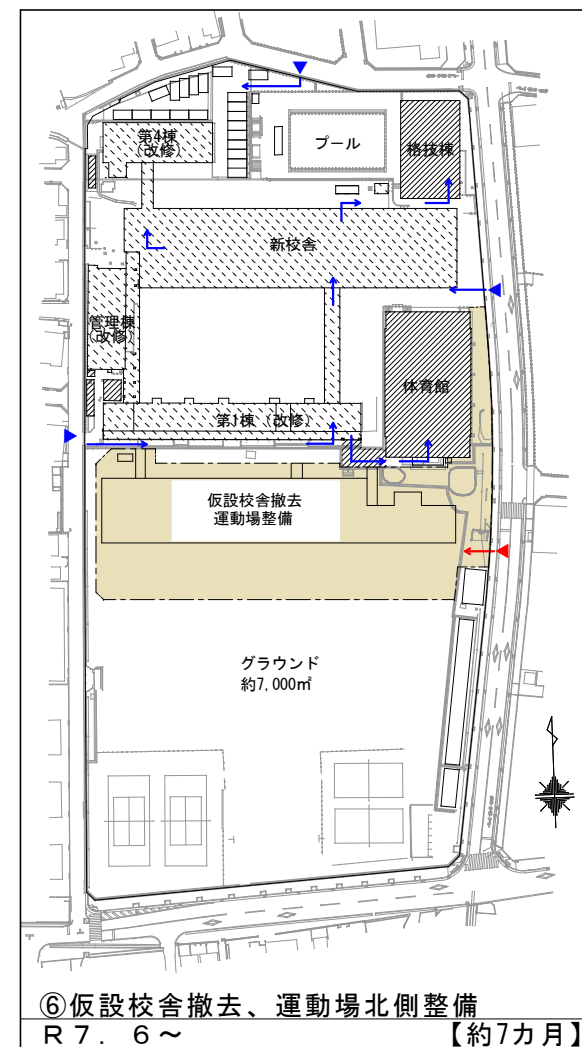 第4棟
(改修)
プール
格技棟
新校舎
管理棟
(改修)
体育館
第1棟（改修）
仮設校舎撤去
運動場整備
グラウンド
約7,000㎡
⑥仮設校舎撤去、運動場北側整備
Ｒ７．６～ 【約7カ月】